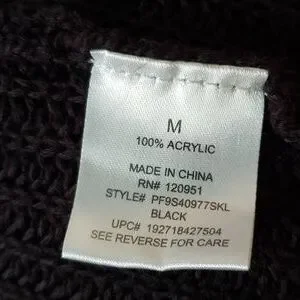 M
100% ACRYLIC
MADE IN CHINA
RN# 120951
STYLE# PF9S40977SKL
BLACK
UPC# 192718427504
SEE REVERSE FOR CARE